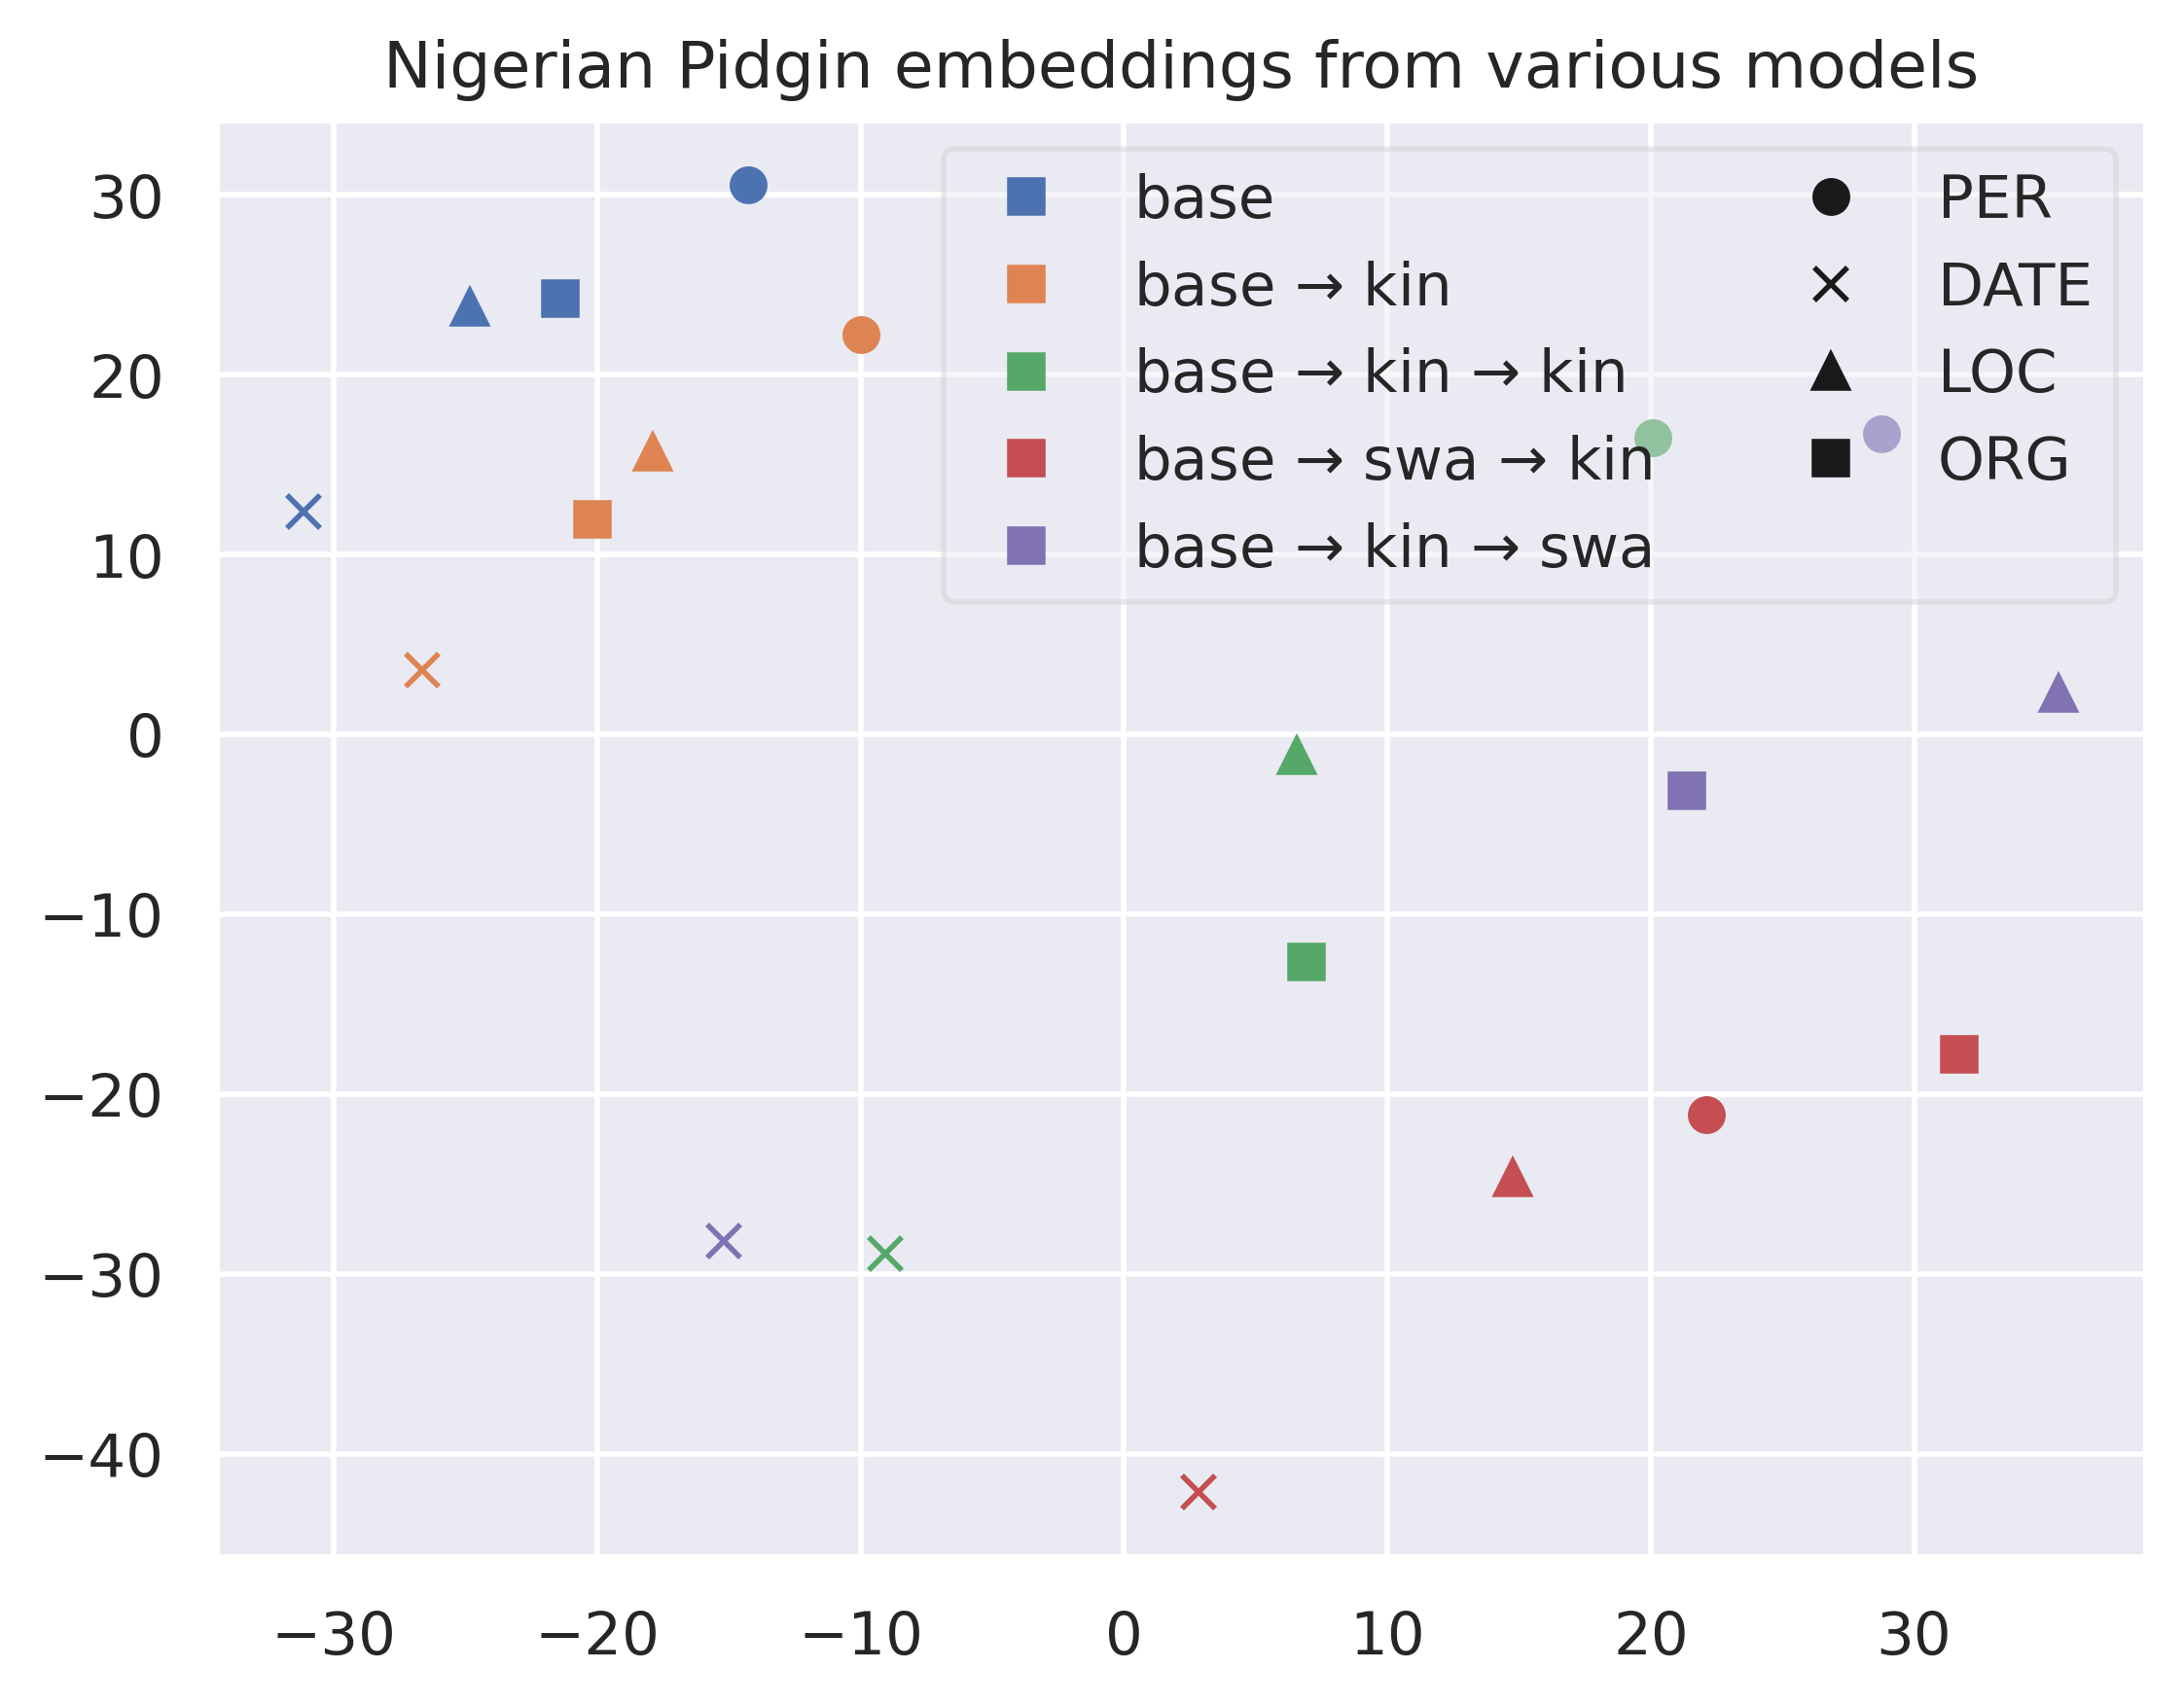 Nigerian Pidgin embeddings from various models
30
20
10
0
−10
−20
−30
−40
base
base → kin
base → kin → kin
base → swa → kin
base → kin → swa
PER
DATE
LOC
ORG
−30 −20 −10 0 10 20 30